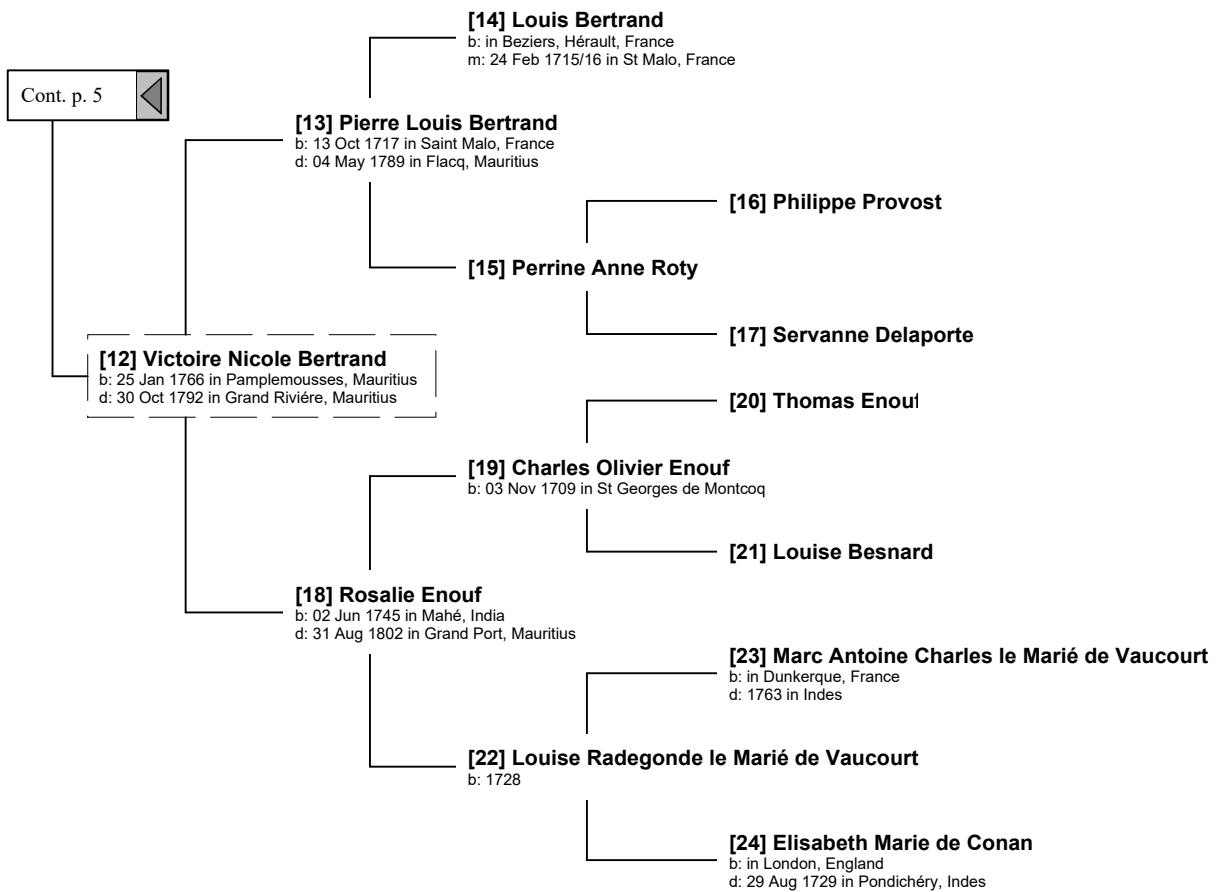 [14] Louis Bertrand
b: in Beziers, Hérault, France
m: 24 Feb 1715/16 in St Malo, France
Cont. p. 5
[13] Pierre Louis Bertrand
b: 13 Oct 1717 in Saint Malo, France
d: 04 May 1789 in Flacq, Mauritius
[16] Philippe Provost
[15] Perrine Anne Roty
[17] Servanne Delaporte
[12] Victoire Nicole Bertrand
b: 25 Jan 1766 in Pamplemousses, Mauritius
d: 30 Oct 1792 in Grand Riviére, Mauritius
[20] Thomas Enouf
[19] Charles Olivier Enouf
b: 03 Nov 1709 in St Georges de Montcoq
[21] Louise Besnard
[18] Rosalie Enouf
b: 02 Jun 1745 in Mahé, India
d: 31 Aug 1802 in Grand Port, Mauritius
[23] Marc Antoine Charles le Marié de Vaucourt
b: in Dunkerque, France
d: 1763 in Indes
[22] Louise Radegonde le Marié de Vaucourt
b: 1728
[24] Elisabeth Marie de Conan
b: in London, England
d: 29 Aug 1729 in Pondichéry, Indes